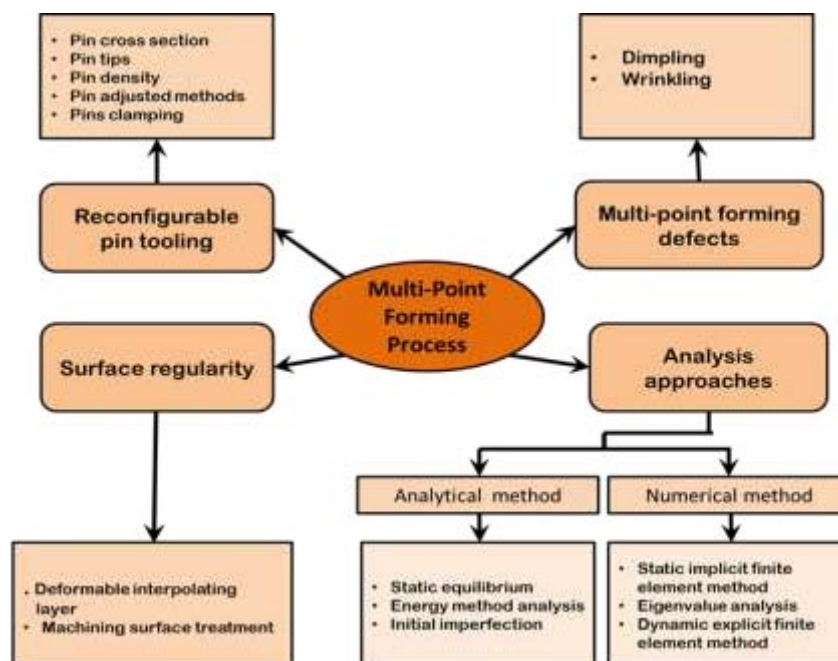 • Pin cross section
• Pin tips
• Pin density
• Pin adjusted methods
• Pins clamping
• Dimpling
• Wrinkling
Reconfigurable
pin tooling
Multi-point forming
defects
Multi-Point
Forming
Process
Surface regularity
Analysis
approaches
Analytical method
Numerical method
. Deformable interpolating
layer
• Machining surface treatment
• Static equilibrium
• Energy method analysis
• Initial imperfection
• Static implicit finite
element method
• Eigenvalue analysis
• Dynamic explicit finite
element method